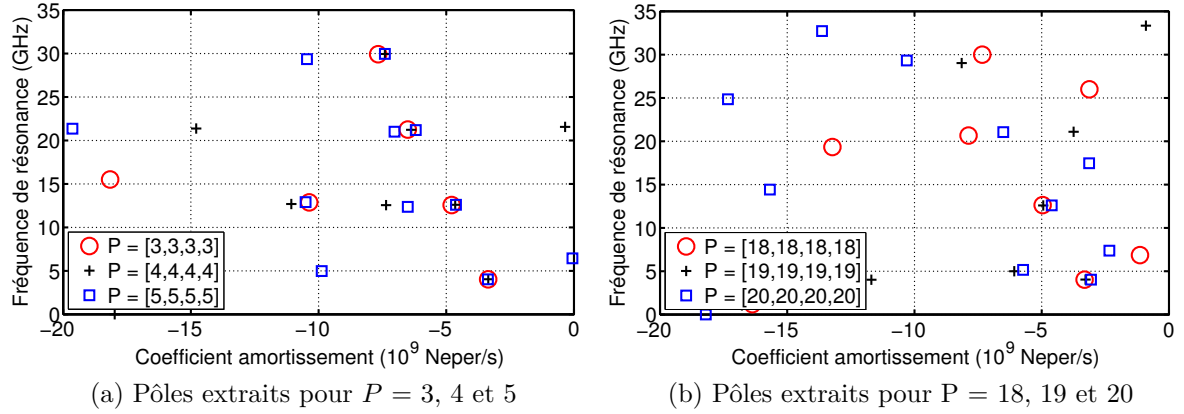 35
30
25
20
15
10
5
0
Fréquence de résonance (GHz)
P = [3,3,3,3]
P = [4,4,4,4]
P = [5,5,5,5]
−20 −15 −10 −5 0
Coefficient amortissement (10⁹ Neper/s)
(a) Pôles extraits pour P = 3, 4 et 5
35
30
25
20
15
10
5
0
Fréquence de résonance (GHz)
P = [18,18,18,18]
P = [19,19,19,19]
P = [20,20,20,20]
−20 −15 −10 −5 0
Coefficient amortissement (10⁹ Neper/s)
(b) Pôles extraits pour P = 18, 19 et 20